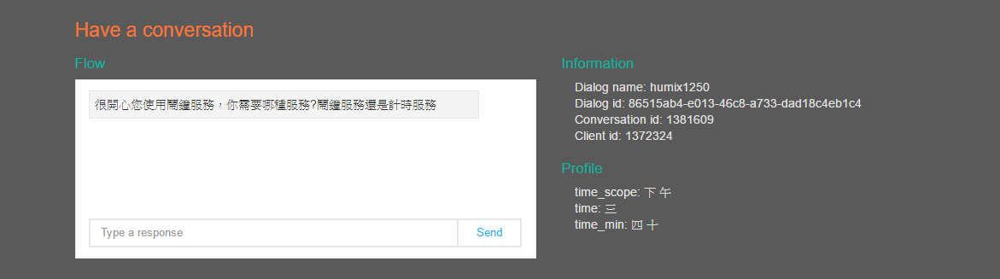 Have a conversation
Flow
很開心您使用鬧鐘服務，你需要哪種服務?鬧鐘服務還是計時服務
Type a response
Send
Information
Dialog name: humix1250
Dialog id: 86515ab4-e013-46c8-a733-dad18c4eb1c4
Conversation id: 1381609
Client id: 1372324
Profile
time_scope: 下 午
time: 三
time_min: 四 十